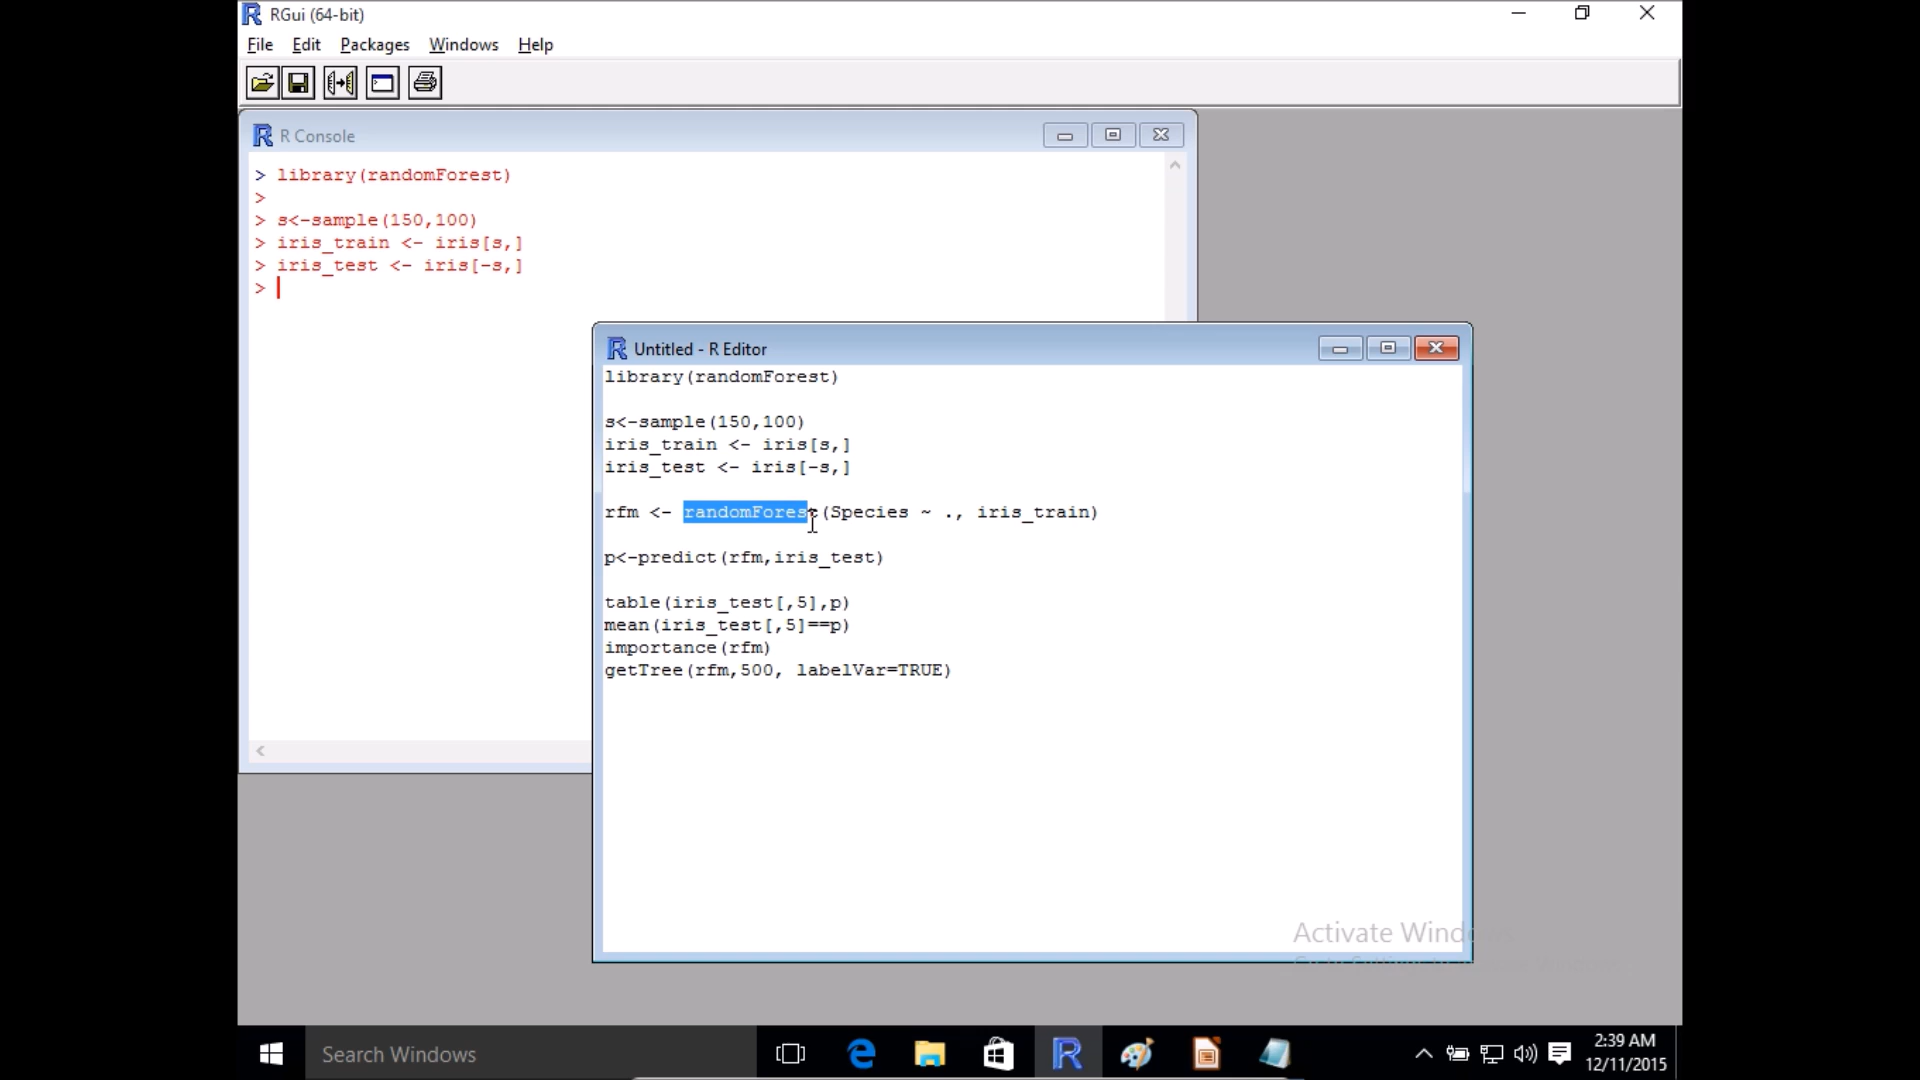 RGui (64-bit)
File Edit Packages Windows Help
R Console
> library(randomForest)
>
> s<-sample(150,100)
> iris_train <- iris[s,]
> iris_test <- iris[-s,]
>
Untitled - R Editor
library(randomForest)
s<-sample(150,100)
iris_train <- iris[s,]
iris_test <- iris[-s,]
rfm <- randomForest(Species ~ ., iris_train)
p<-predict(rfm,iris_test)
table(iris_test[,5],p)
mean(iris_test[,5]==p)
importance(rfm)
getTree(rfm,500, labelVar=TRUE)
Activate Windows
Search Windows
2:39 AM
12/11/2015